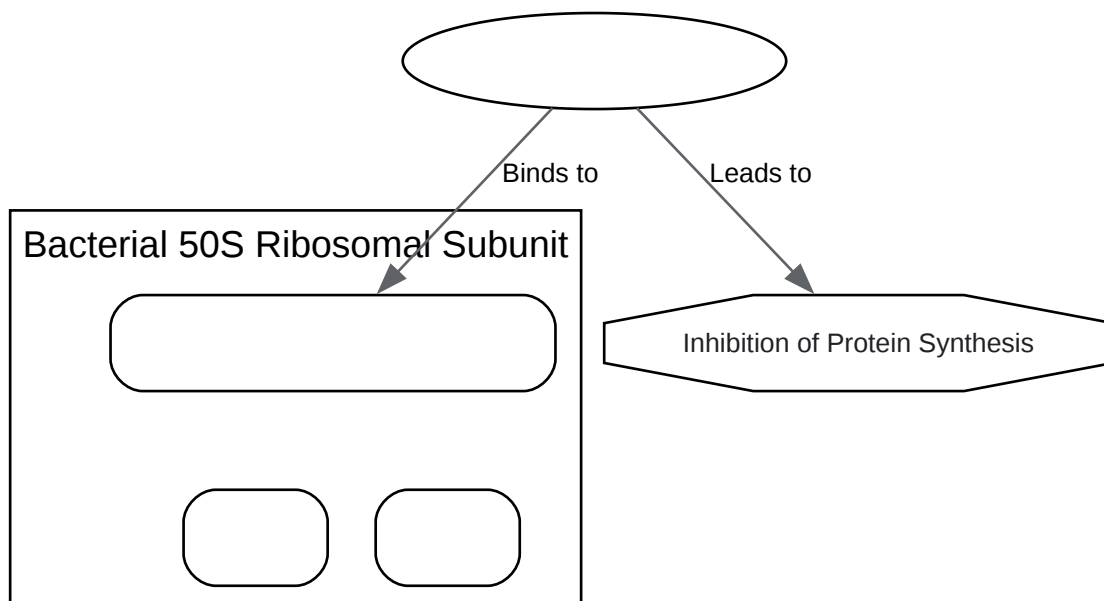 Binds to
Leads to
Bacterial 50S Ribosomal Subunit
Inhibition of Protein Synthesis